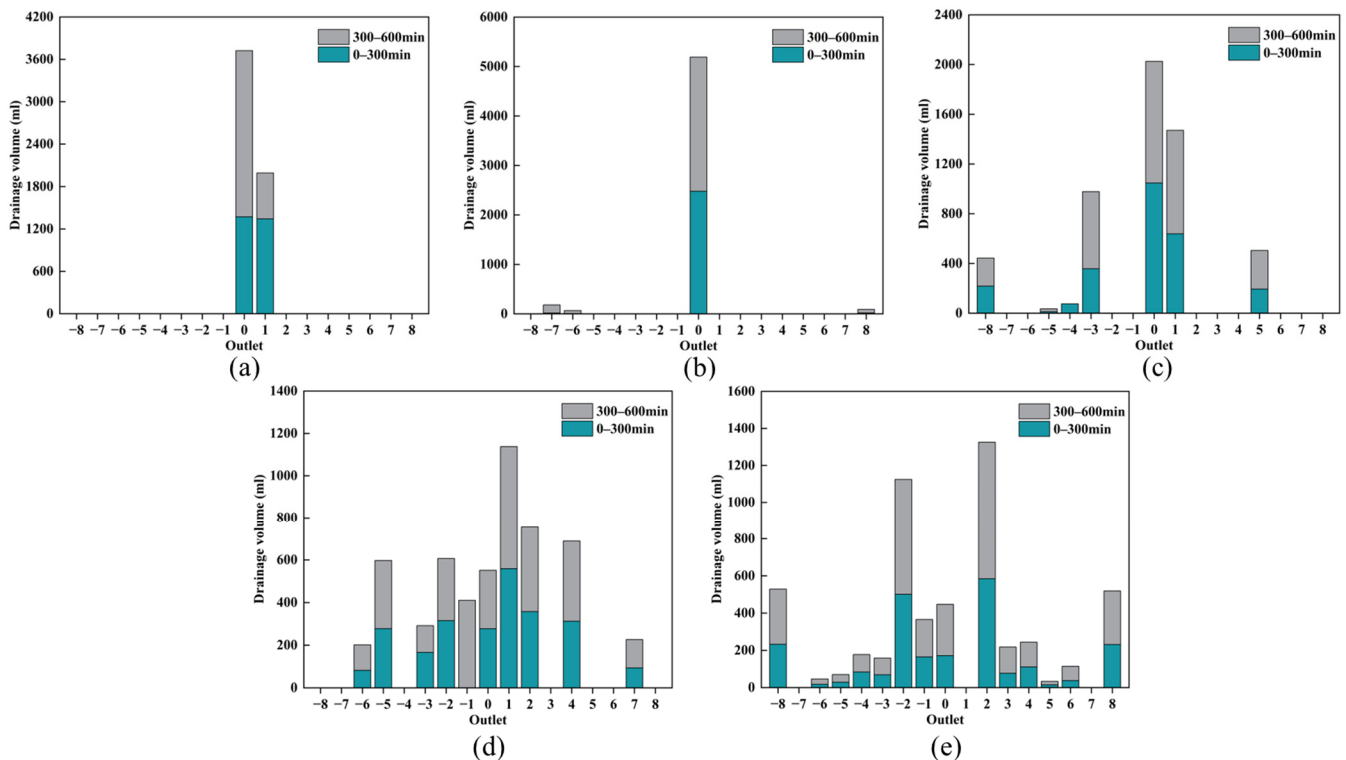 4200
3600
3000
2400
1800
1200
600
0
Drainage volume (ml)
300–600min
0–300min
−8 −7 −6 −5 −4 −3 −2 −1 0 1 2 3 4 5 6 7 8
Outlet
(a)
6000
5000
4000
3000
2000
1000
0
Drainage volume (ml)
300–600min
0–300min
−8 −7 −6 −5 −4 −3 −2 −1 0 1 2 3 4 5 6 7 8
Outlet
(b)
2400
2000
1600
1200
800
400
0
Drainage volume (ml)
300–600min
0–300min
−8 −7 −6 −5 −4 −3 −2 −1 0 1 2 3 4 5 6 7 8
Outlet
(c)
1400
1200
1000
800
600
400
200
0
Drainage volume (ml)
300–600min
0–300min
−8 −7 −6 −5 −4 −3 −2 −1 0 1 2 3 4 5 6 7 8
Outlet
(d)
1600
1400
1200
1000
800
600
400
200
0
Drainage volume (ml)
300–600min
0–300min
−8 −7 −6 −5 −4 −3 −2 −1 0 1 2 3 4 5 6 7 8
Outlet
(e)